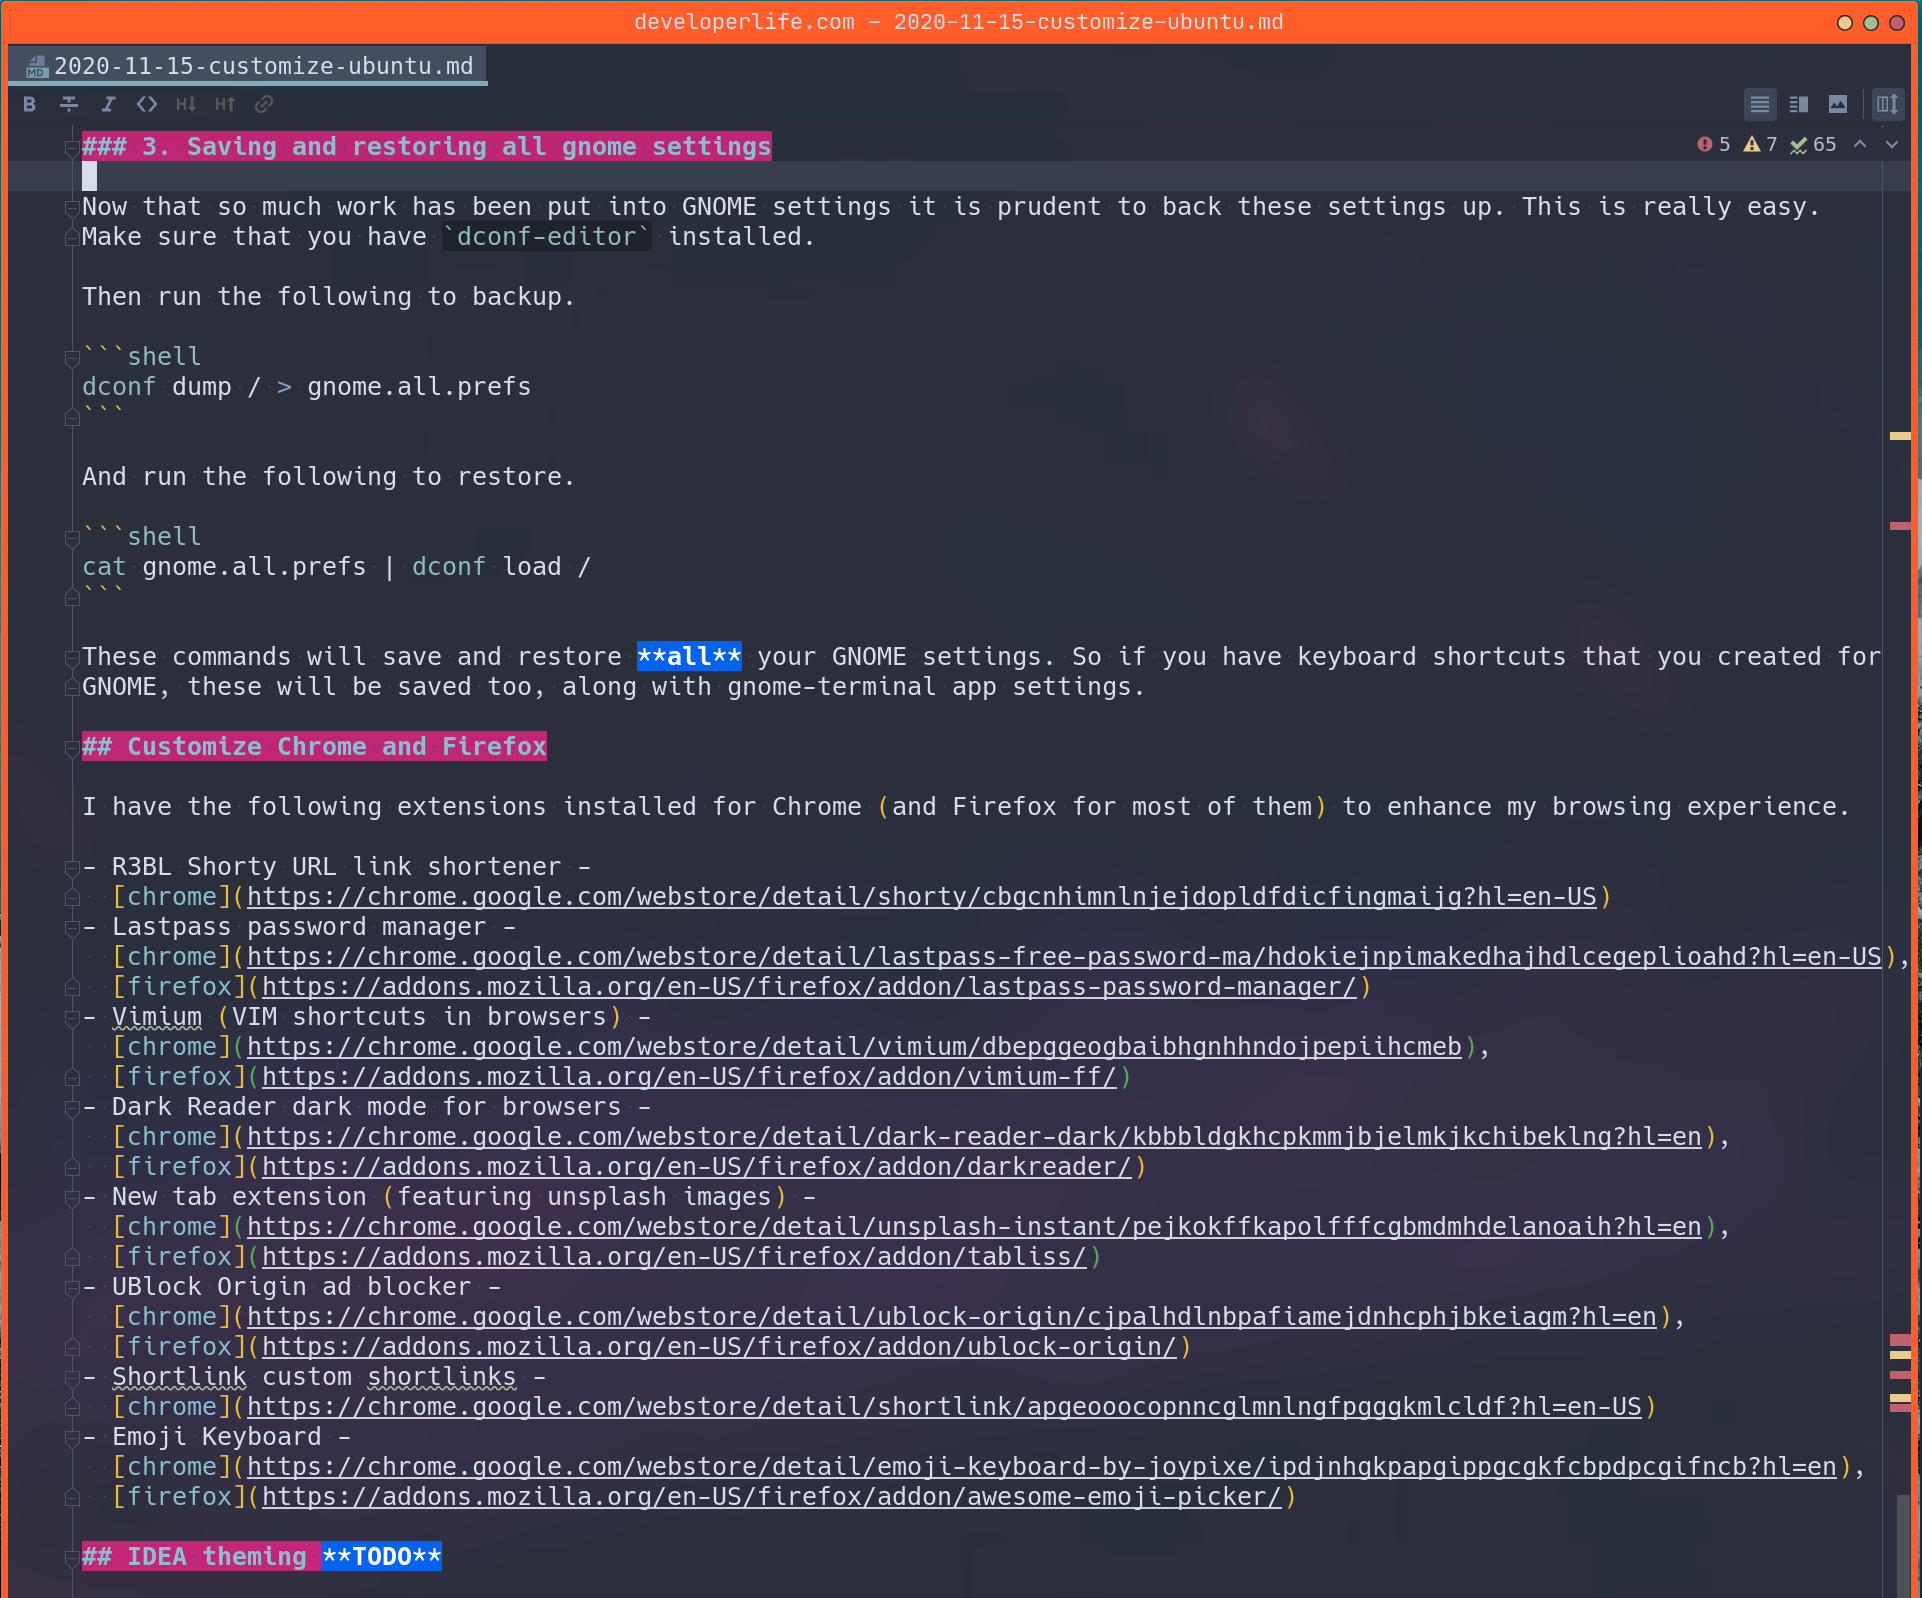 developerlife.com – 2020-11-15-customize-ubuntu.md
2020-11-15-customize-ubuntu.md
### 3. Saving and restoring all gnome settings
5 7 65
Now that so much work has been put into GNOME settings it is prudent to back these settings up. This is really easy.
Make sure that you have `dconf-editor` installed.
Then run the following to backup.
```shell
dconf dump / > gnome.all.prefs
```
And run the following to restore.
```shell
cat gnome.all.prefs | dconf load /
```
These commands will save and restore **all** your GNOME settings. So if you have keyboard shortcuts that you created for
GNOME, these will be saved too, along with gnome-terminal app settings.
## Customize Chrome and Firefox
I have the following extensions installed for Chrome (and Firefox for most of them) to enhance my browsing experience.
- R3BL Shorty URL link shortener -
[chrome](https://chrome.google.com/webstore/detail/shorty/cbgcnhimnlnjejdopldfdicfingmaijg?hl=en-US)
- Lastpass password manager -
[chrome](https://chrome.google.com/webstore/detail/lastpass-free-password-ma/hdokiejnpimakedhajhdlcegeplioahd?hl=en-US),
[firefox](https://addons.mozilla.org/en-US/firefox/addon/lastpass-password-manager/)
- Vimium (VIM shortcuts in browsers) -
[chrome](https://chrome.google.com/webstore/detail/vimium/dbepggeogbaibhgnhhndojpepiihcmeb),
[firefox](https://addons.mozilla.org/en-US/firefox/addon/vimium-ff/)
- Dark Reader dark mode for browsers -
[chrome](https://chrome.google.com/webstore/detail/dark-reader-dark/kbbbldgkhcpkmmjbjelmkjkchibeklng?hl=en),
[firefox](https://addons.mozilla.org/en-US/firefox/addon/darkreader/)
- New tab extension (featuring unsplash images) -
[chrome](https://chrome.google.com/webstore/detail/unsplash-instant/pejkokffkapolfffcgbmdmhdelanoaih?hl=en),
[firefox](https://addons.mozilla.org/en-US/firefox/addon/tabliss/)
- UBlock Origin ad blocker -
[chrome](https://chrome.google.com/webstore/detail/ublock-origin/cjpalhdlnbpafiamejdnhcphjbkeiagm?hl=en),
[firefox](https://addons.mozilla.org/en-US/firefox/addon/ublock-origin/)
- Shortlink custom shortlinks -
[chrome](https://chrome.google.com/webstore/detail/shortlink/apgeooocopnncglmnlngfpgggkmlcldf?hl=en-US)
- Emoji Keyboard -
[chrome](https://chrome.google.com/webstore/detail/emoji-keyboard-by-joypixe/ipdjnhgkpapgippgcgkfcbpdpcgifncb?hl=en),
[firefox](https://addons.mozilla.org/en-US/firefox/addon/awesome-emoji-picker/)
## IDEA theming **TODO**